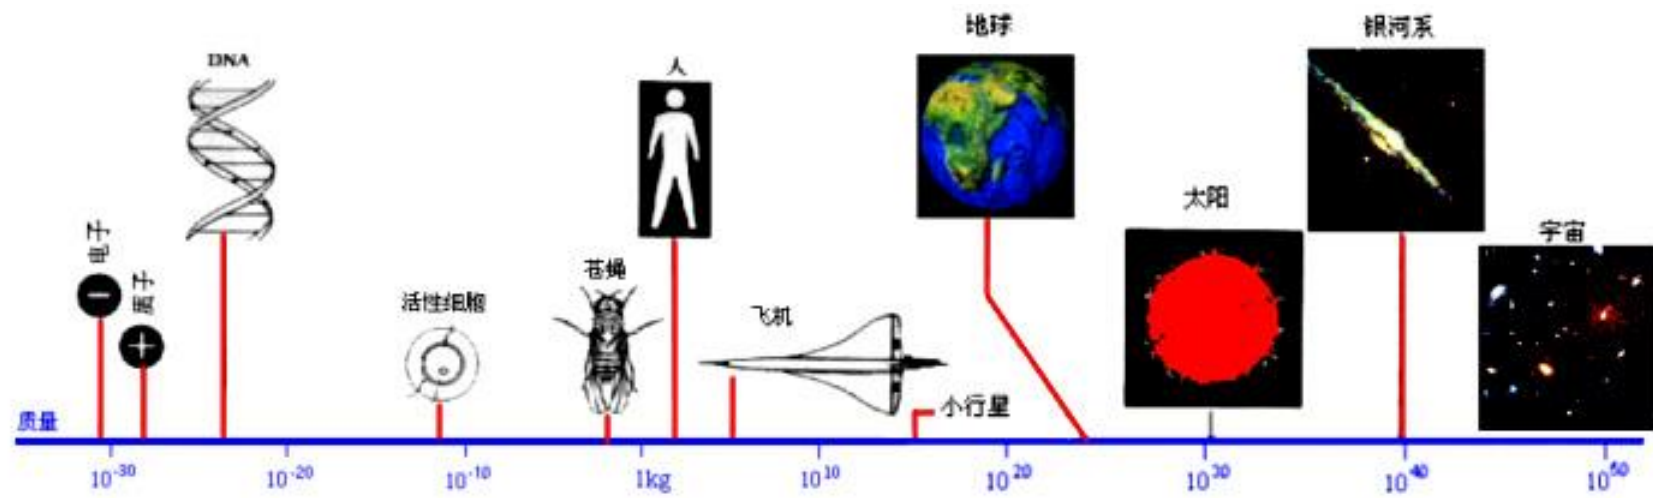 DNA
人
地球
银河系
太阳
宇宙
电子
质子
活性细胞
苍蝇
飞机
小行星
质量
10⁻³⁰
10⁻²⁰
10⁻¹⁰
1kg
10¹⁰
10²⁰
10³⁰
10⁴⁰
10⁵⁰